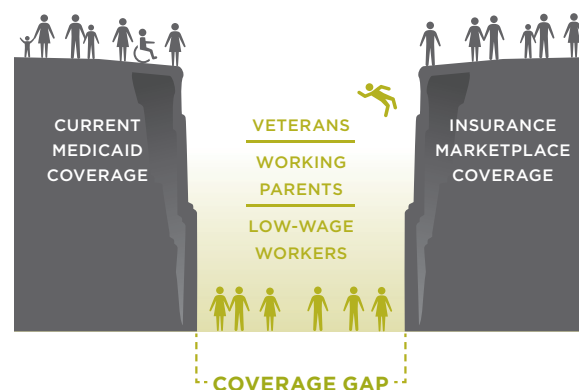 CURRENT
MEDICAID
COVERAGE
VETERANS
WORKING
PARENTS
LOW-WAGE
WORKERS
INSURANCE
MARKETPLACE
COVERAGE
COVERAGE GAP